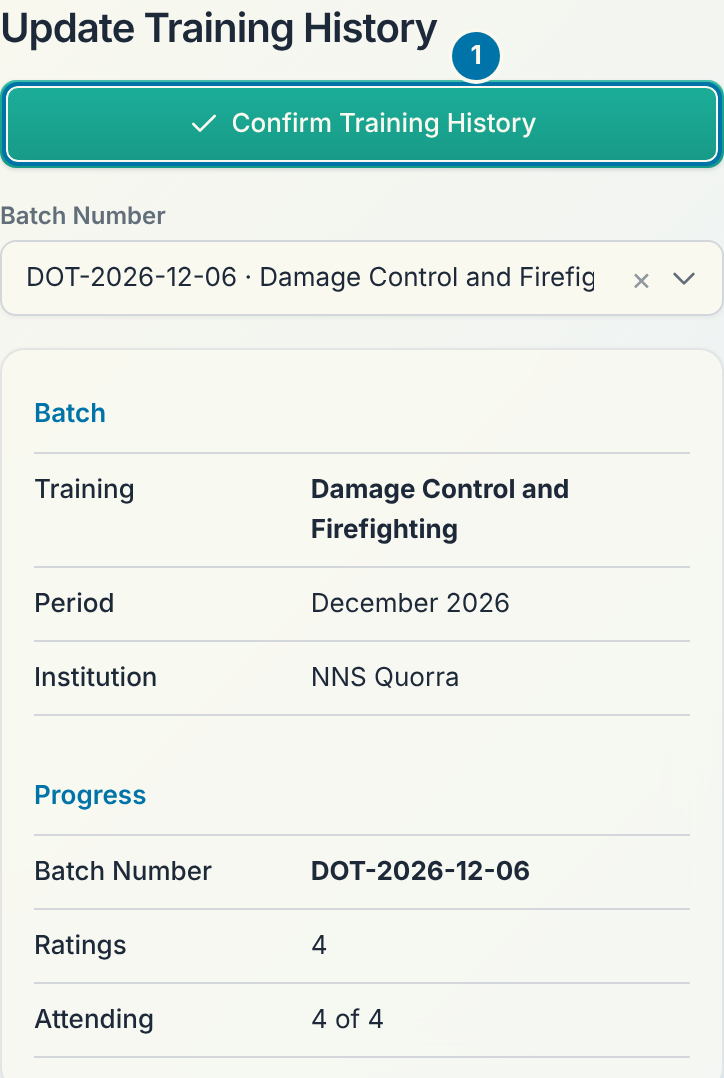 Update Training History
1
Confirm Training History
Batch Number
DOT-2026-12-06 · Damage Control and Firefig
Batch
Training Damage Control and
Firefighting
Period December 2026
Institution NNS Quorra
Progress
Batch Number DOT-2026-12-06
Ratings 4
Attending 4 of 4